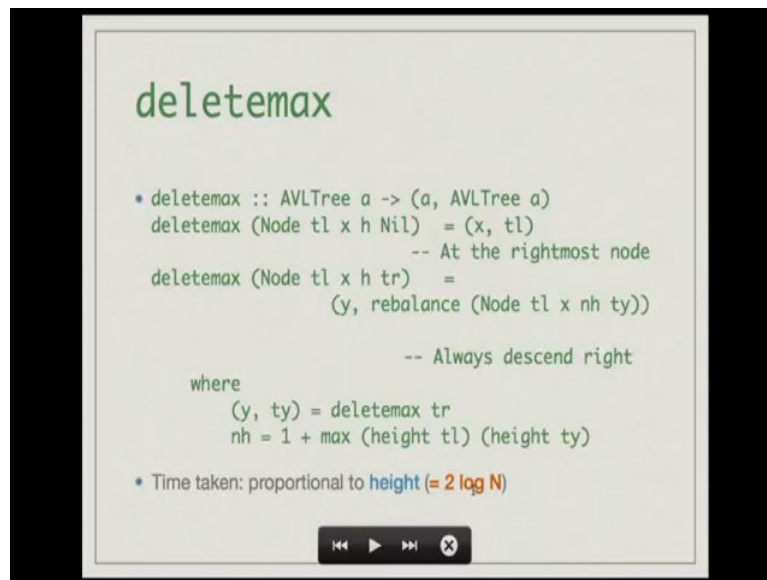 deletemax
• deletemax :: AVLTree a -> (a, AVLTree a)
deletemax (Node tl x h Nil) = (x, tl)
-- At the rightmost node
deletemax (Node tl x h tr) =
(y, rebalance (Node tl x nh ty))
-- Always descend right
where
(y, ty) = deletemax tr
nh = 1 + max (height tl) (height ty)
• Time taken: proportional to height (= 2 log N)